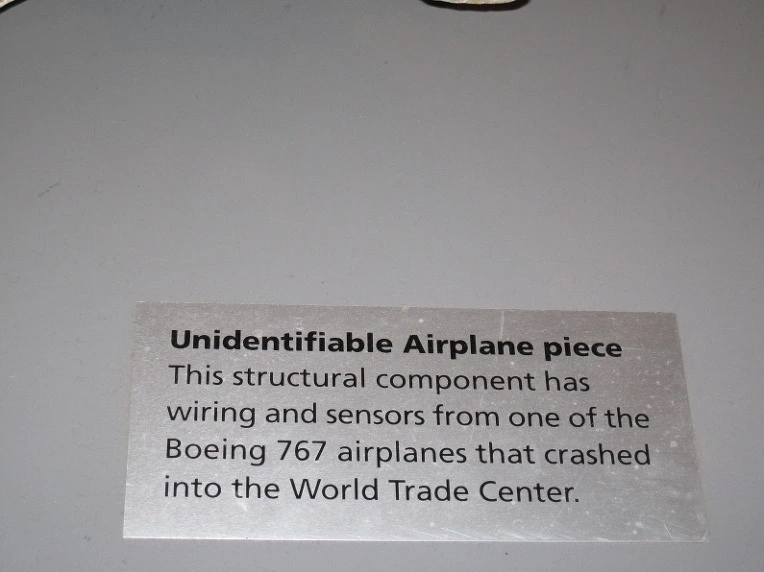 Unidentifiable Airplane piece
This structural component has
wiring and sensors from one of the
Boeing 767 airplanes that crashed
into the World Trade Center.